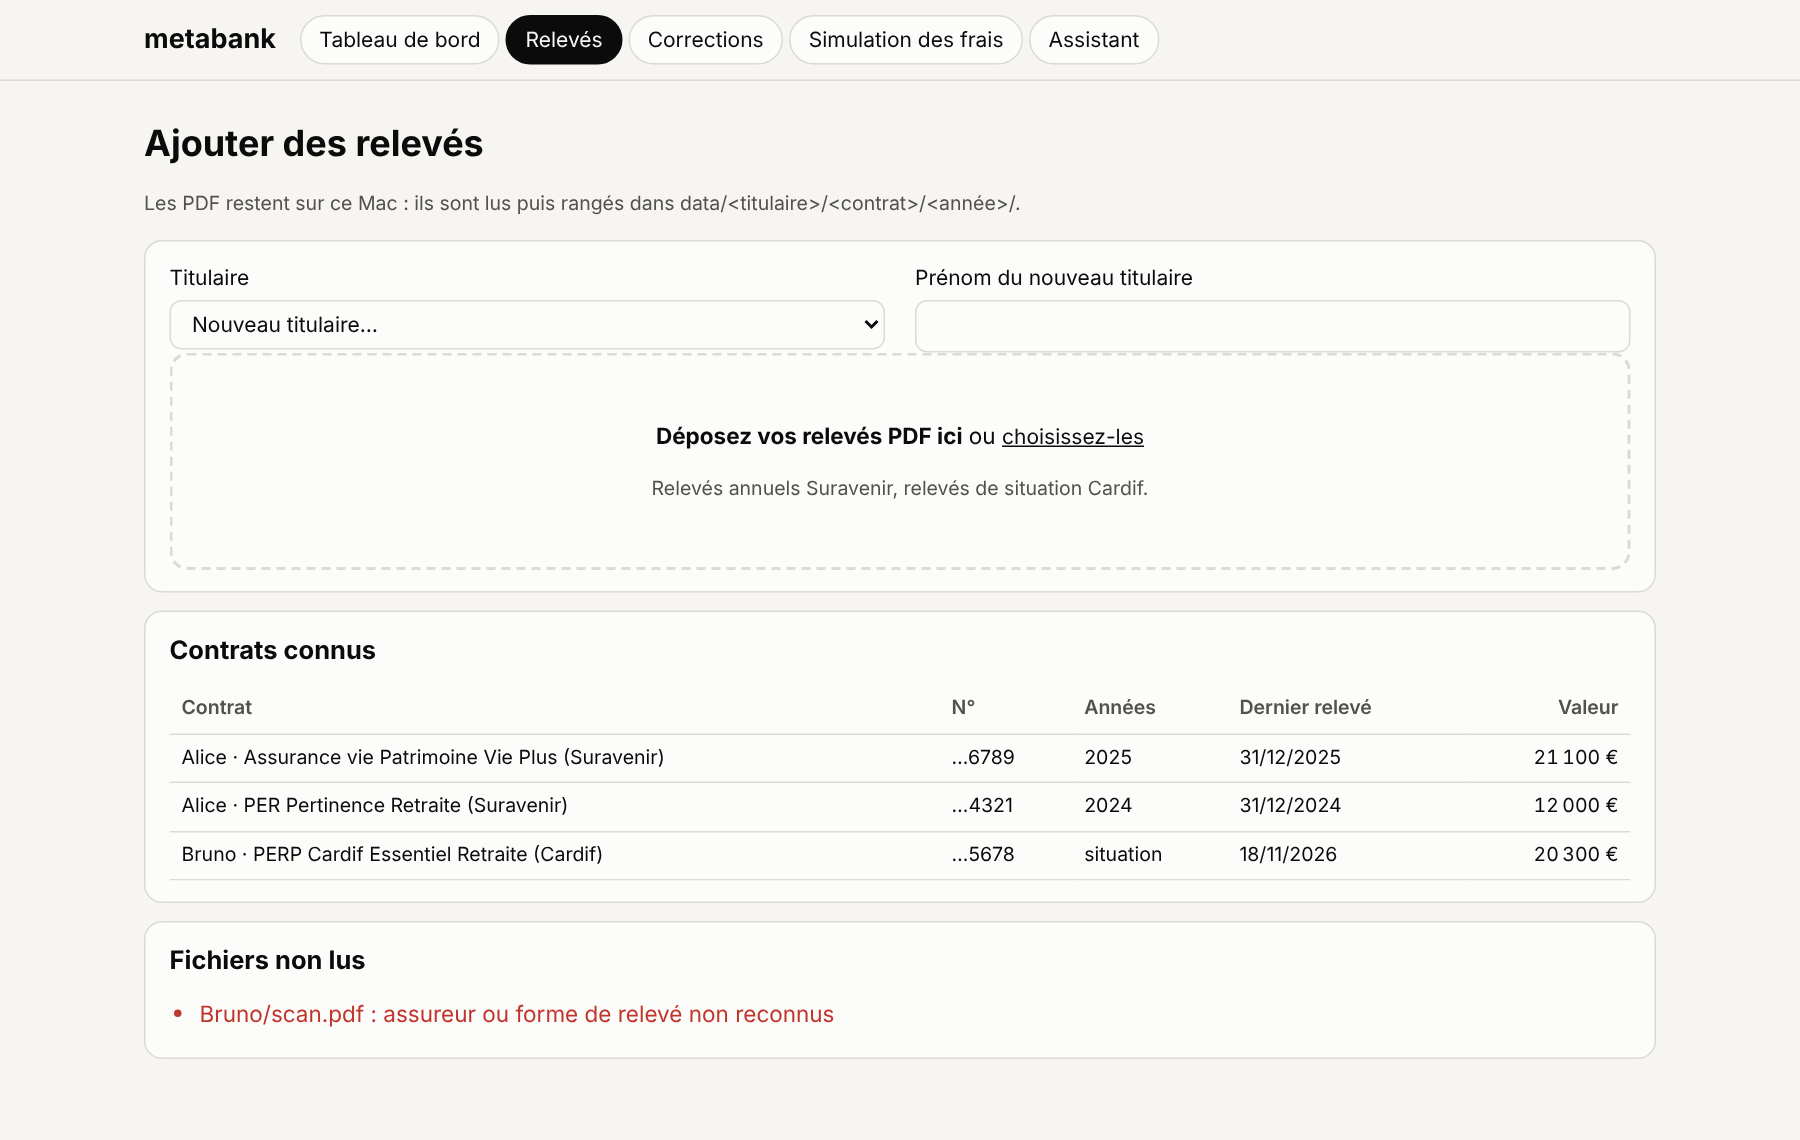 metabank
Tableau de bord
Relevés
Corrections
Simulation des frais
Assistant
Ajouter des relevés
Les PDF restent sur ce Mac : ils sont lus puis rangés dans data/<titulaire>/<contrat>/<année>/.
Titulaire
Prénom du nouveau titulaire
Nouveau titulaire…
Déposez vos relevés PDF ici ou choisissez-les
Relevés annuels Suravenir, relevés de situation Cardif.
Contrats connus
Contrat N° Années Dernier relevé Valeur
Alice · Assurance vie Patrimoine Vie Plus (Suravenir) …6789 2025 31/12/2025 21 100 €
Alice · PER Pertinence Retraite (Suravenir) …4321 2024 31/12/2024 12 000 €
Bruno · PERP Cardif Essentiel Retraite (Cardif) …5678 situation 18/11/2026 20 300 €
Fichiers non lus
• Bruno/scan.pdf : assureur ou forme de relevé non reconnus